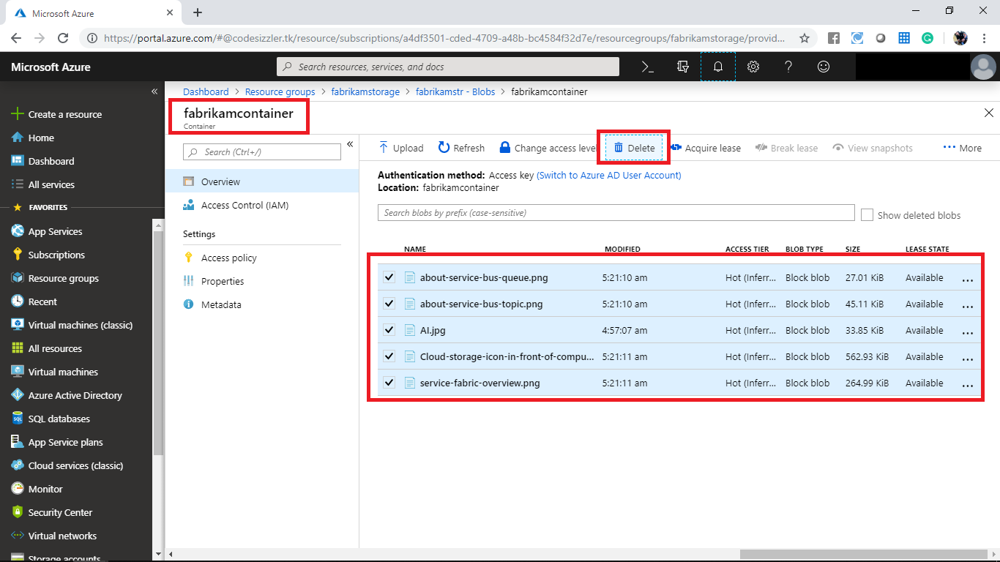 Microsoft Azure
https://portal.azure.com/#@codesizzler.tk/resource/subscriptions/a4df3501-cded-4709-a48b-bc4584f32d7e/resourcegroups/fabrikamstorage/provid...
Microsoft Azure
Search resources, services, and docs
Create a resource
Home
Dashboard
All services
FAVORITES
App Services
Subscriptions
Resource groups
Recent
Virtual machines (classic)
All resources
Virtual machines
Azure Active Directory
SQL databases
App Service plans
Cloud services (classic)
Monitor
Security Center
Virtual networks
Storage accounts
Dashboard > Resource groups > fabrikamstorage > fabrikamstr - Blobs > fabrikamcontainer
fabrikamcontainer
Container
Search (Ctrl+/)
Overview
Access Control (IAM)
Settings
Access policy
Properties
Metadata
Upload Refresh Change access level Delete Acquire lease Break lease View snapshots ... More
Authentication method: Access key (Switch to Azure AD User Account)
Location: fabrikamcontainer
Search blobs by prefix (case-sensitive)
Show deleted blobs
NAME MODIFIED ACCESS TIER BLOB TYPE SIZE LEASE STATE
about-service-bus-queue.png 5:21:10 am Hot (Inferr... Block blob 27.01 KiB Available ...
about-service-bus-topic.png 5:21:10 am Hot (Inferr... Block blob 45.11 KiB Available ...
AI.jpg 4:57:07 am Hot (Inferr... Block blob 33.85 KiB Available ...
Cloud-storage-icon-in-front-of-compu... 5:21:11 am Hot (Inferr... Block blob 562.93 KiB Available ...
service-fabric-overview.png 5:21:11 am Hot (Inferr... Block blob 264.99 KiB Available ...